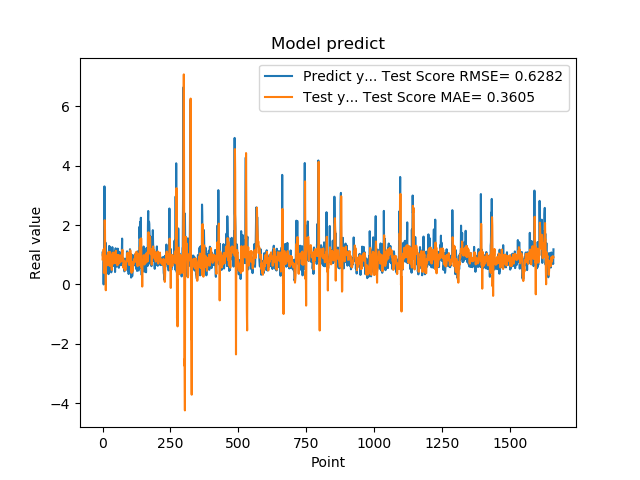 Model predict
Predict y... Test Score RMSE= 0.6282
Test y... Test Score MAE= 0.3605
6
4
2
0
−2
−4
Real value
0 250 500 750 1000 1250 1500
Point